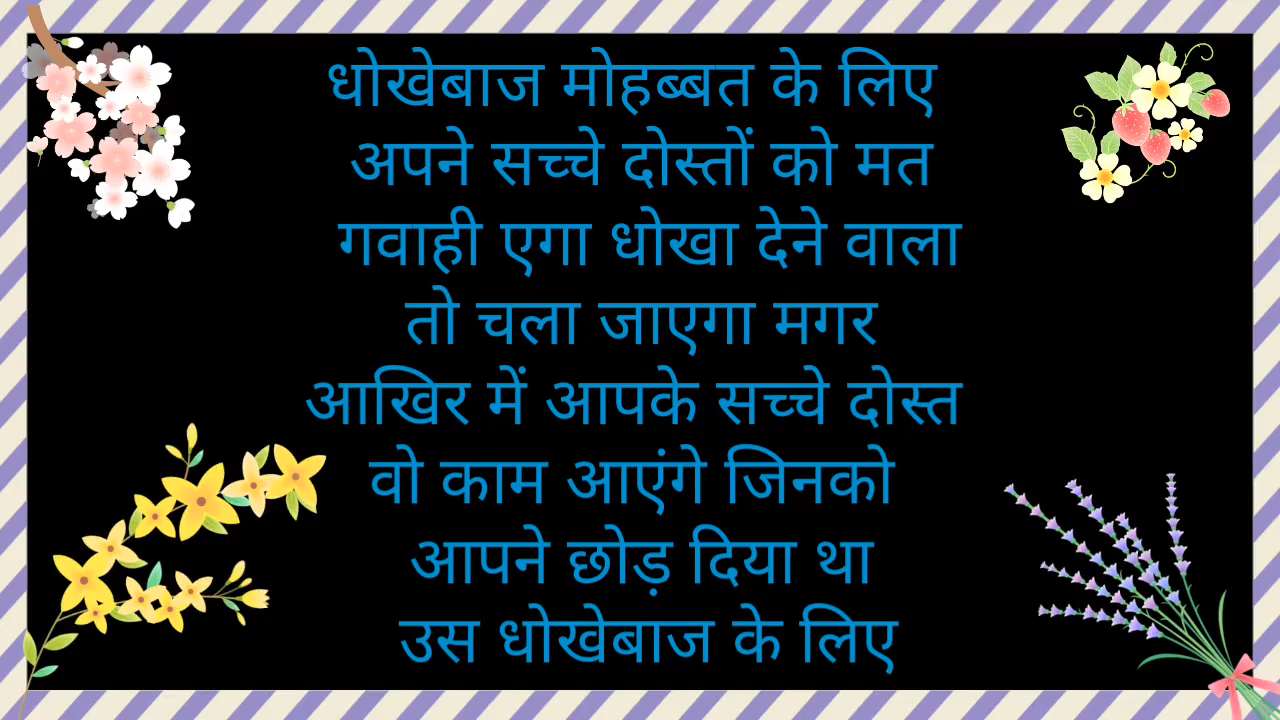 धोखेबाज मोहब्बत के लिए
अपने सच्चे दोस्तों को मत
गवाही एगा धोखा देने वाला
तो चला जाएगा मगर
आखिर में आपके सच्चे दोस्त
वो काम आएंगे जिनको
आपने छोड़ दिया था
उस धोखेबाज के लिए